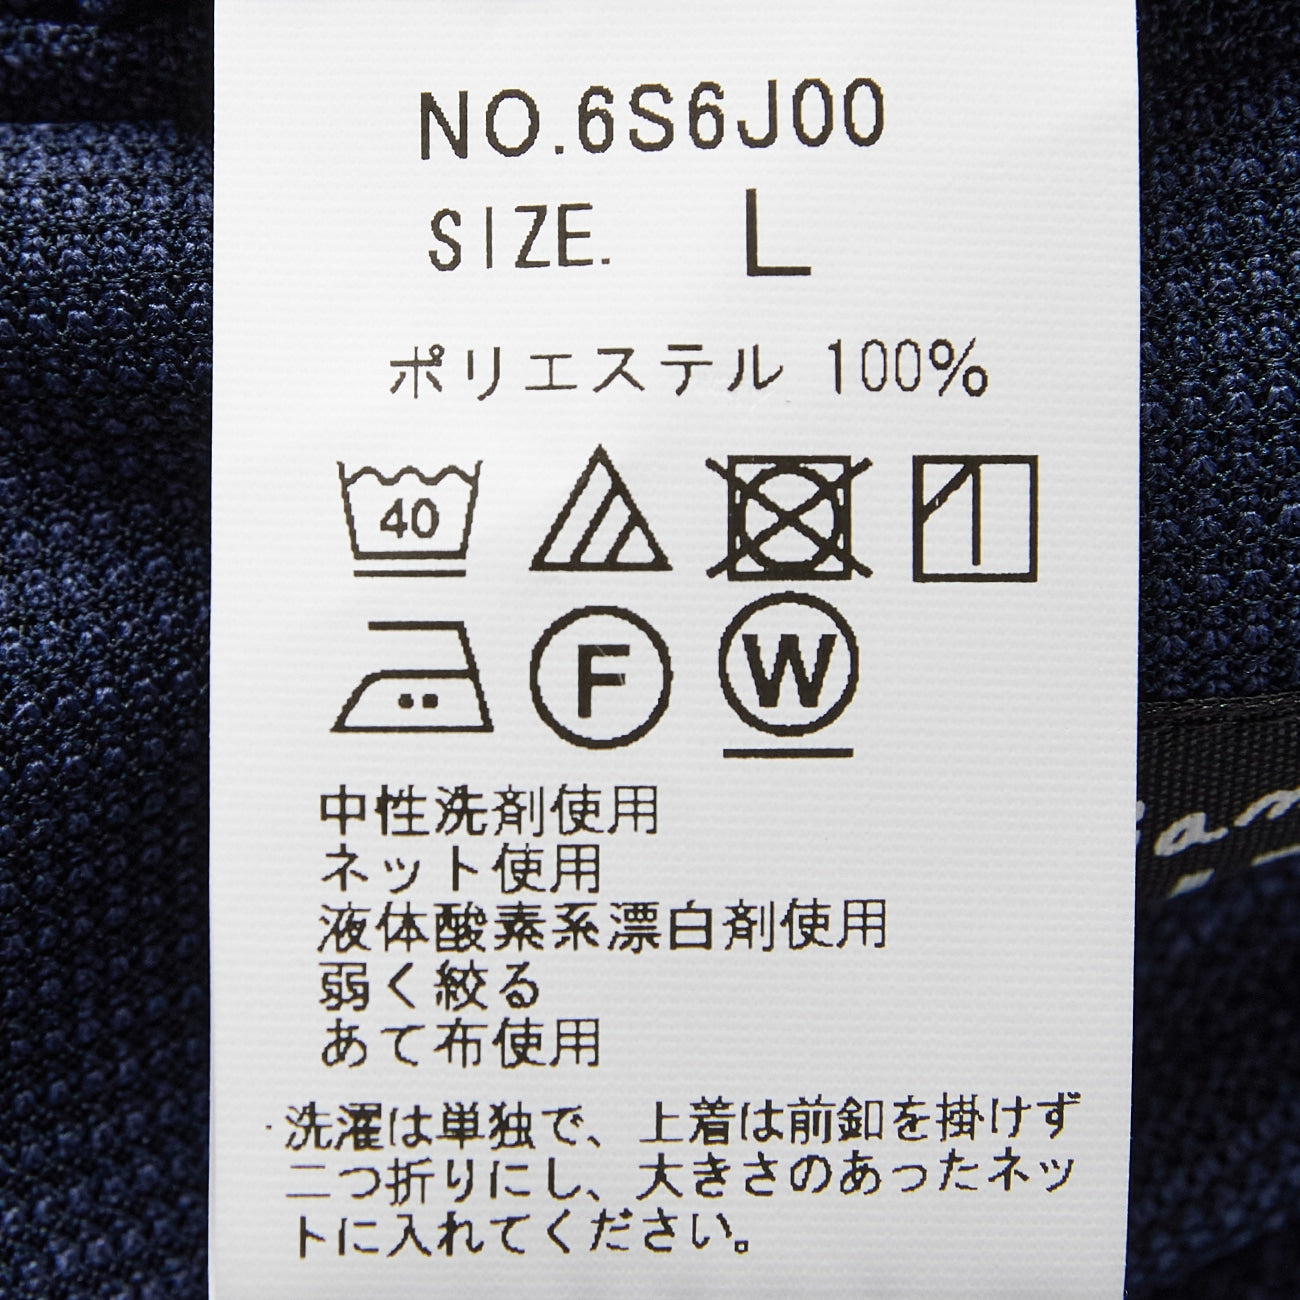 NO.6S6J00
SIZE. L
ポリエステル 100%
40
F W
中性洗剤使用
ネット使用
液体酸素系漂白剤使用
弱く絞る
あて布使用
洗濯は単独で、上着は前釦を掛けず
二つ折りにし、大きさのあったネッ
トに入れてください。